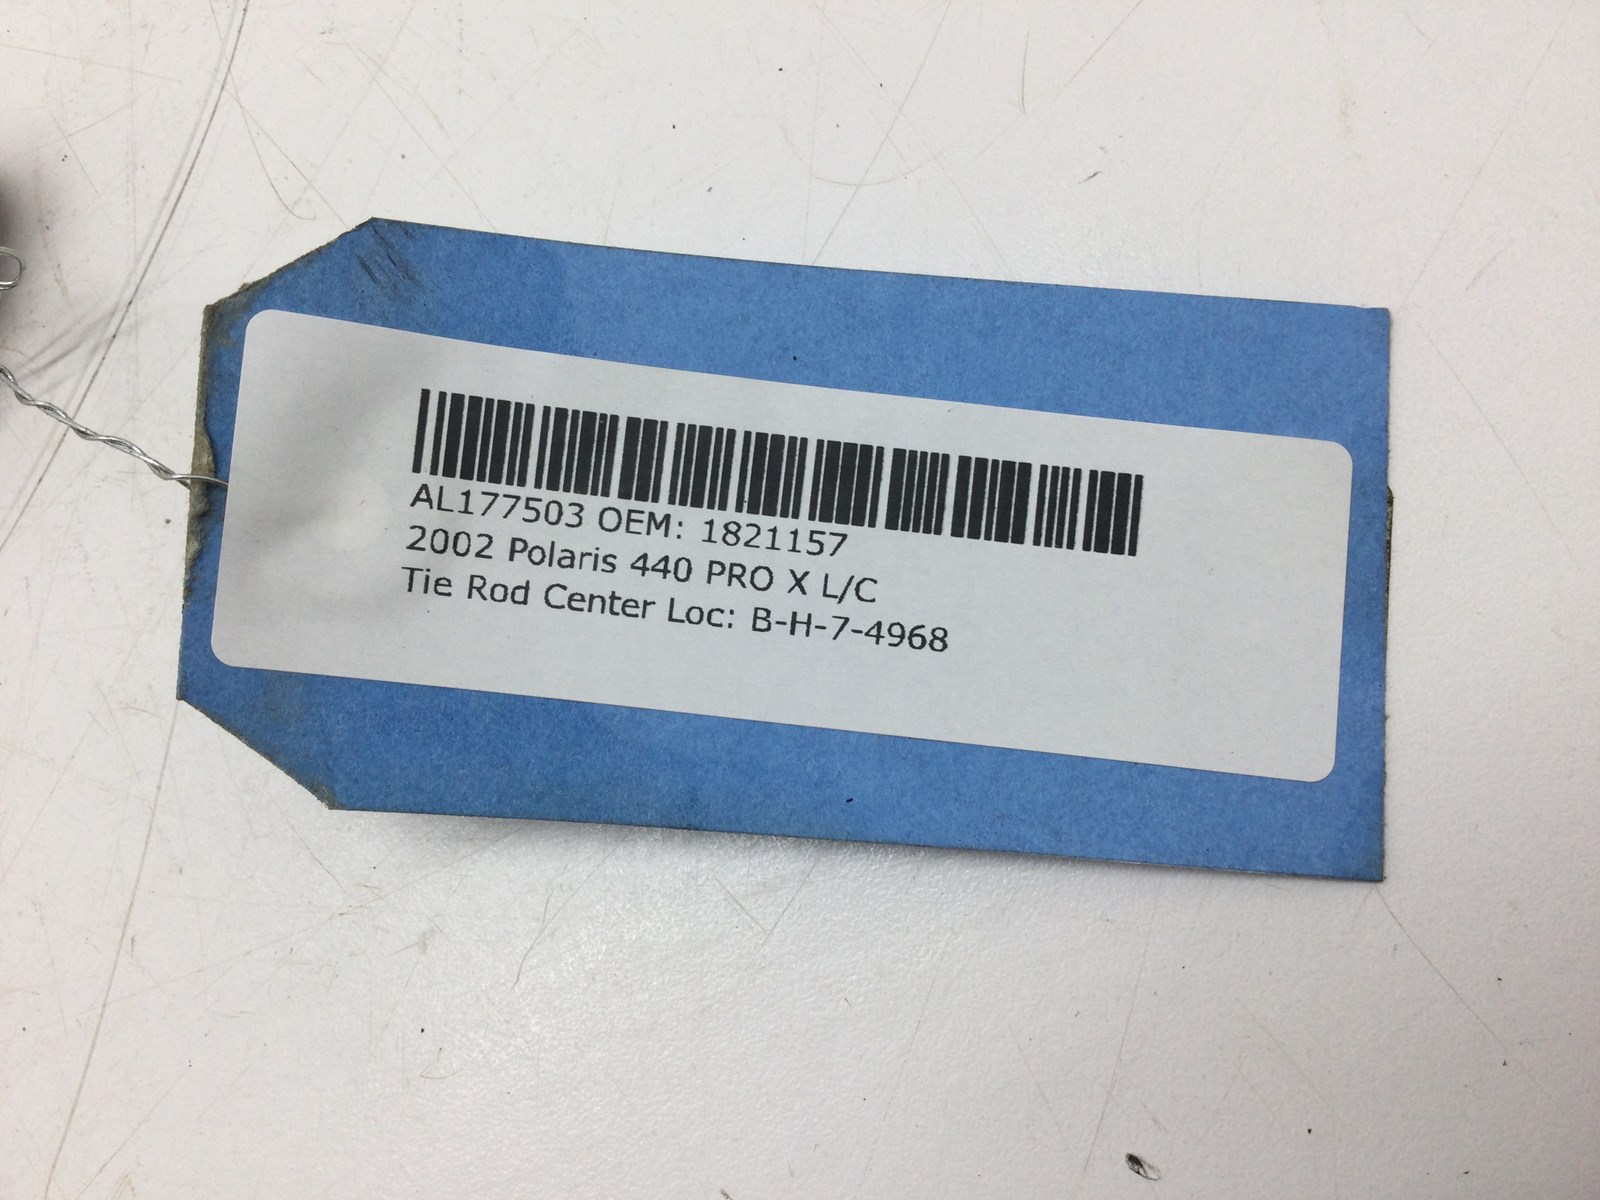 AL177503 OEM: 1821157
2002 Polaris 440 PRO X L/C
Tie Rod Center Loc: B-H-7-4968